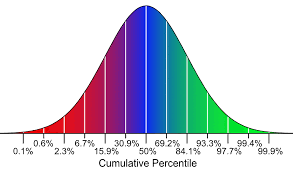 0.6% 6.7% 30.9% 69.2% 93.3% 99.4%
0.1% 2.3% 15.9% 50% 84.1% 97.7% 99.9%
Cumulative Percentile